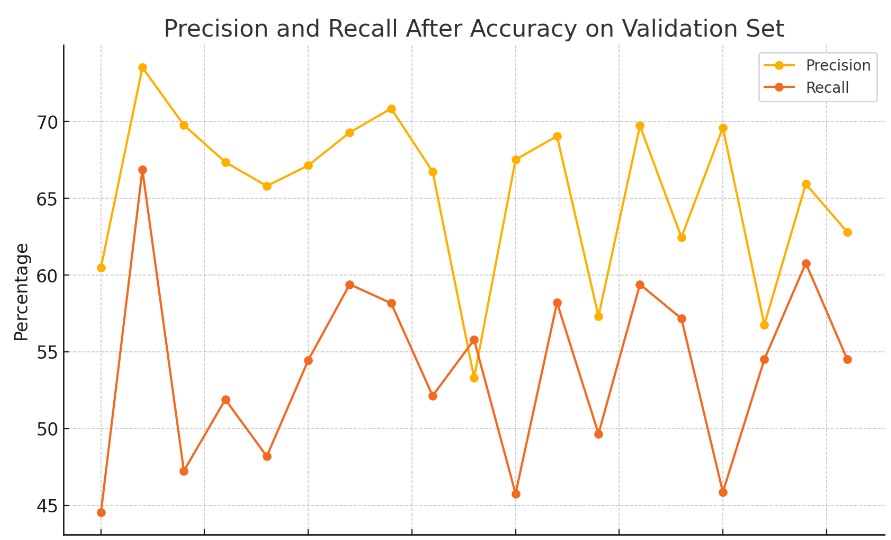 Precision and Recall After Accuracy on Validation Set
Precision
Recall
Percentage
70
65
60
55
50
45